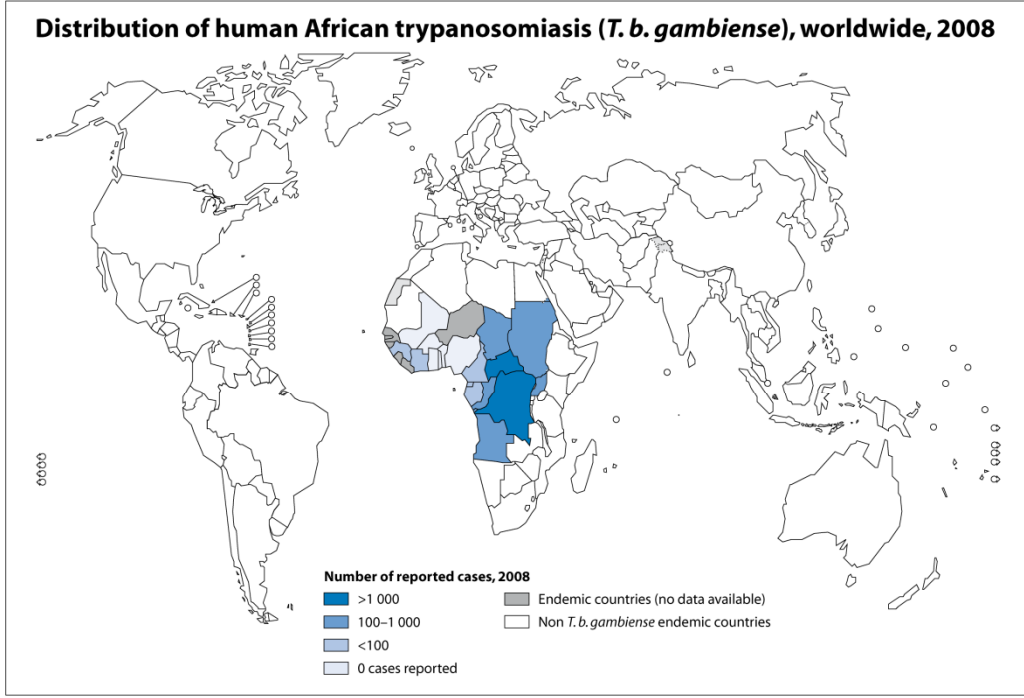 Distribution of human African trypanosomiasis (T. b. gambiense), worldwide, 2008
Number of reported cases, 2008
>1 000
100–1 000
<100
0 cases reported
Endemic countries (no data available)
Non T. b. gambiense endemic countries